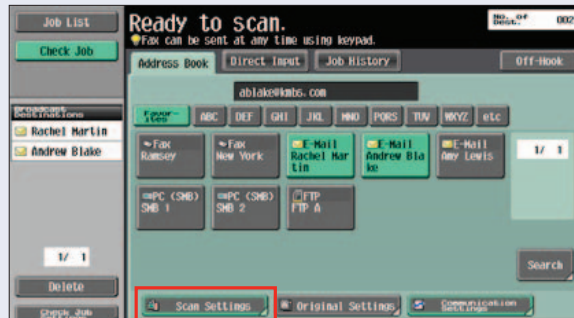 Job List
Check Job
Broadcast
Destinations
Rachel Martin
Andrew Blake
1/ 1
Delete
Check Job
Ready to scan.
Fax can be sent at any time using keypad.
No. of
Dest.
002
Address Book
Direct Input
Job History
Off-Hook
ablake@kmbs.com
Favor-
ites
ABC
DEF
GHI
JKL
MNO
PQRS
TUV
WXYZ
etc
Fax
Ramsey
Fax
New York
E-Mail
Rachel Mar
tin
E-Mail
Andrew Bla
ke
E-Mail
Amy Lewis
1/ 1
PC (SMB)
SMB 1
PC (SMB)
SMB 2
FTP
FTP A
Search
Scan Settings
Original Settings
Communication
Settings